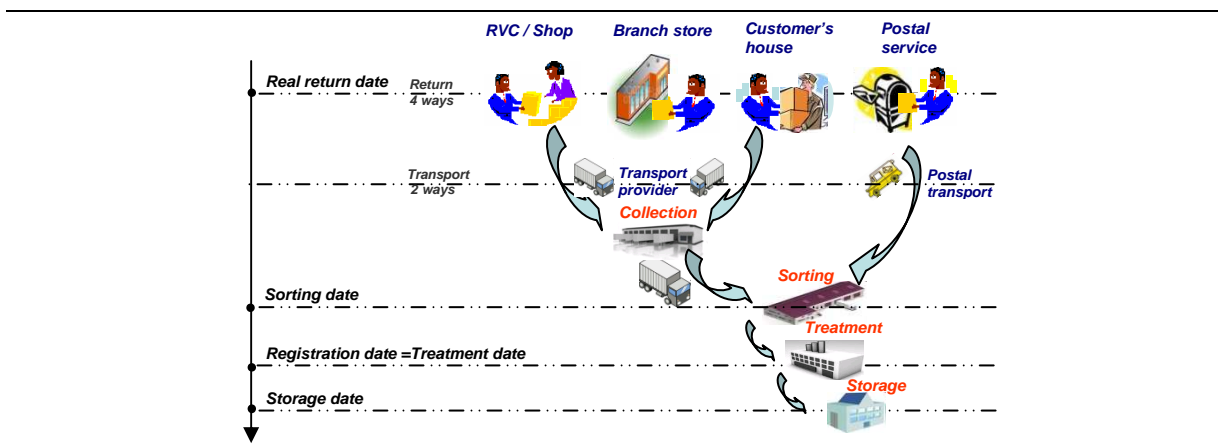 RVC / Shop
Branch store
Customer's
house
Postal
service
Real return date
Return
4 ways
Transport
2 ways
Transport
provider
Postal
transport
Collection
Sorting
Sorting date
Treatment
Registration date =Treatment date
Storage
Storage date